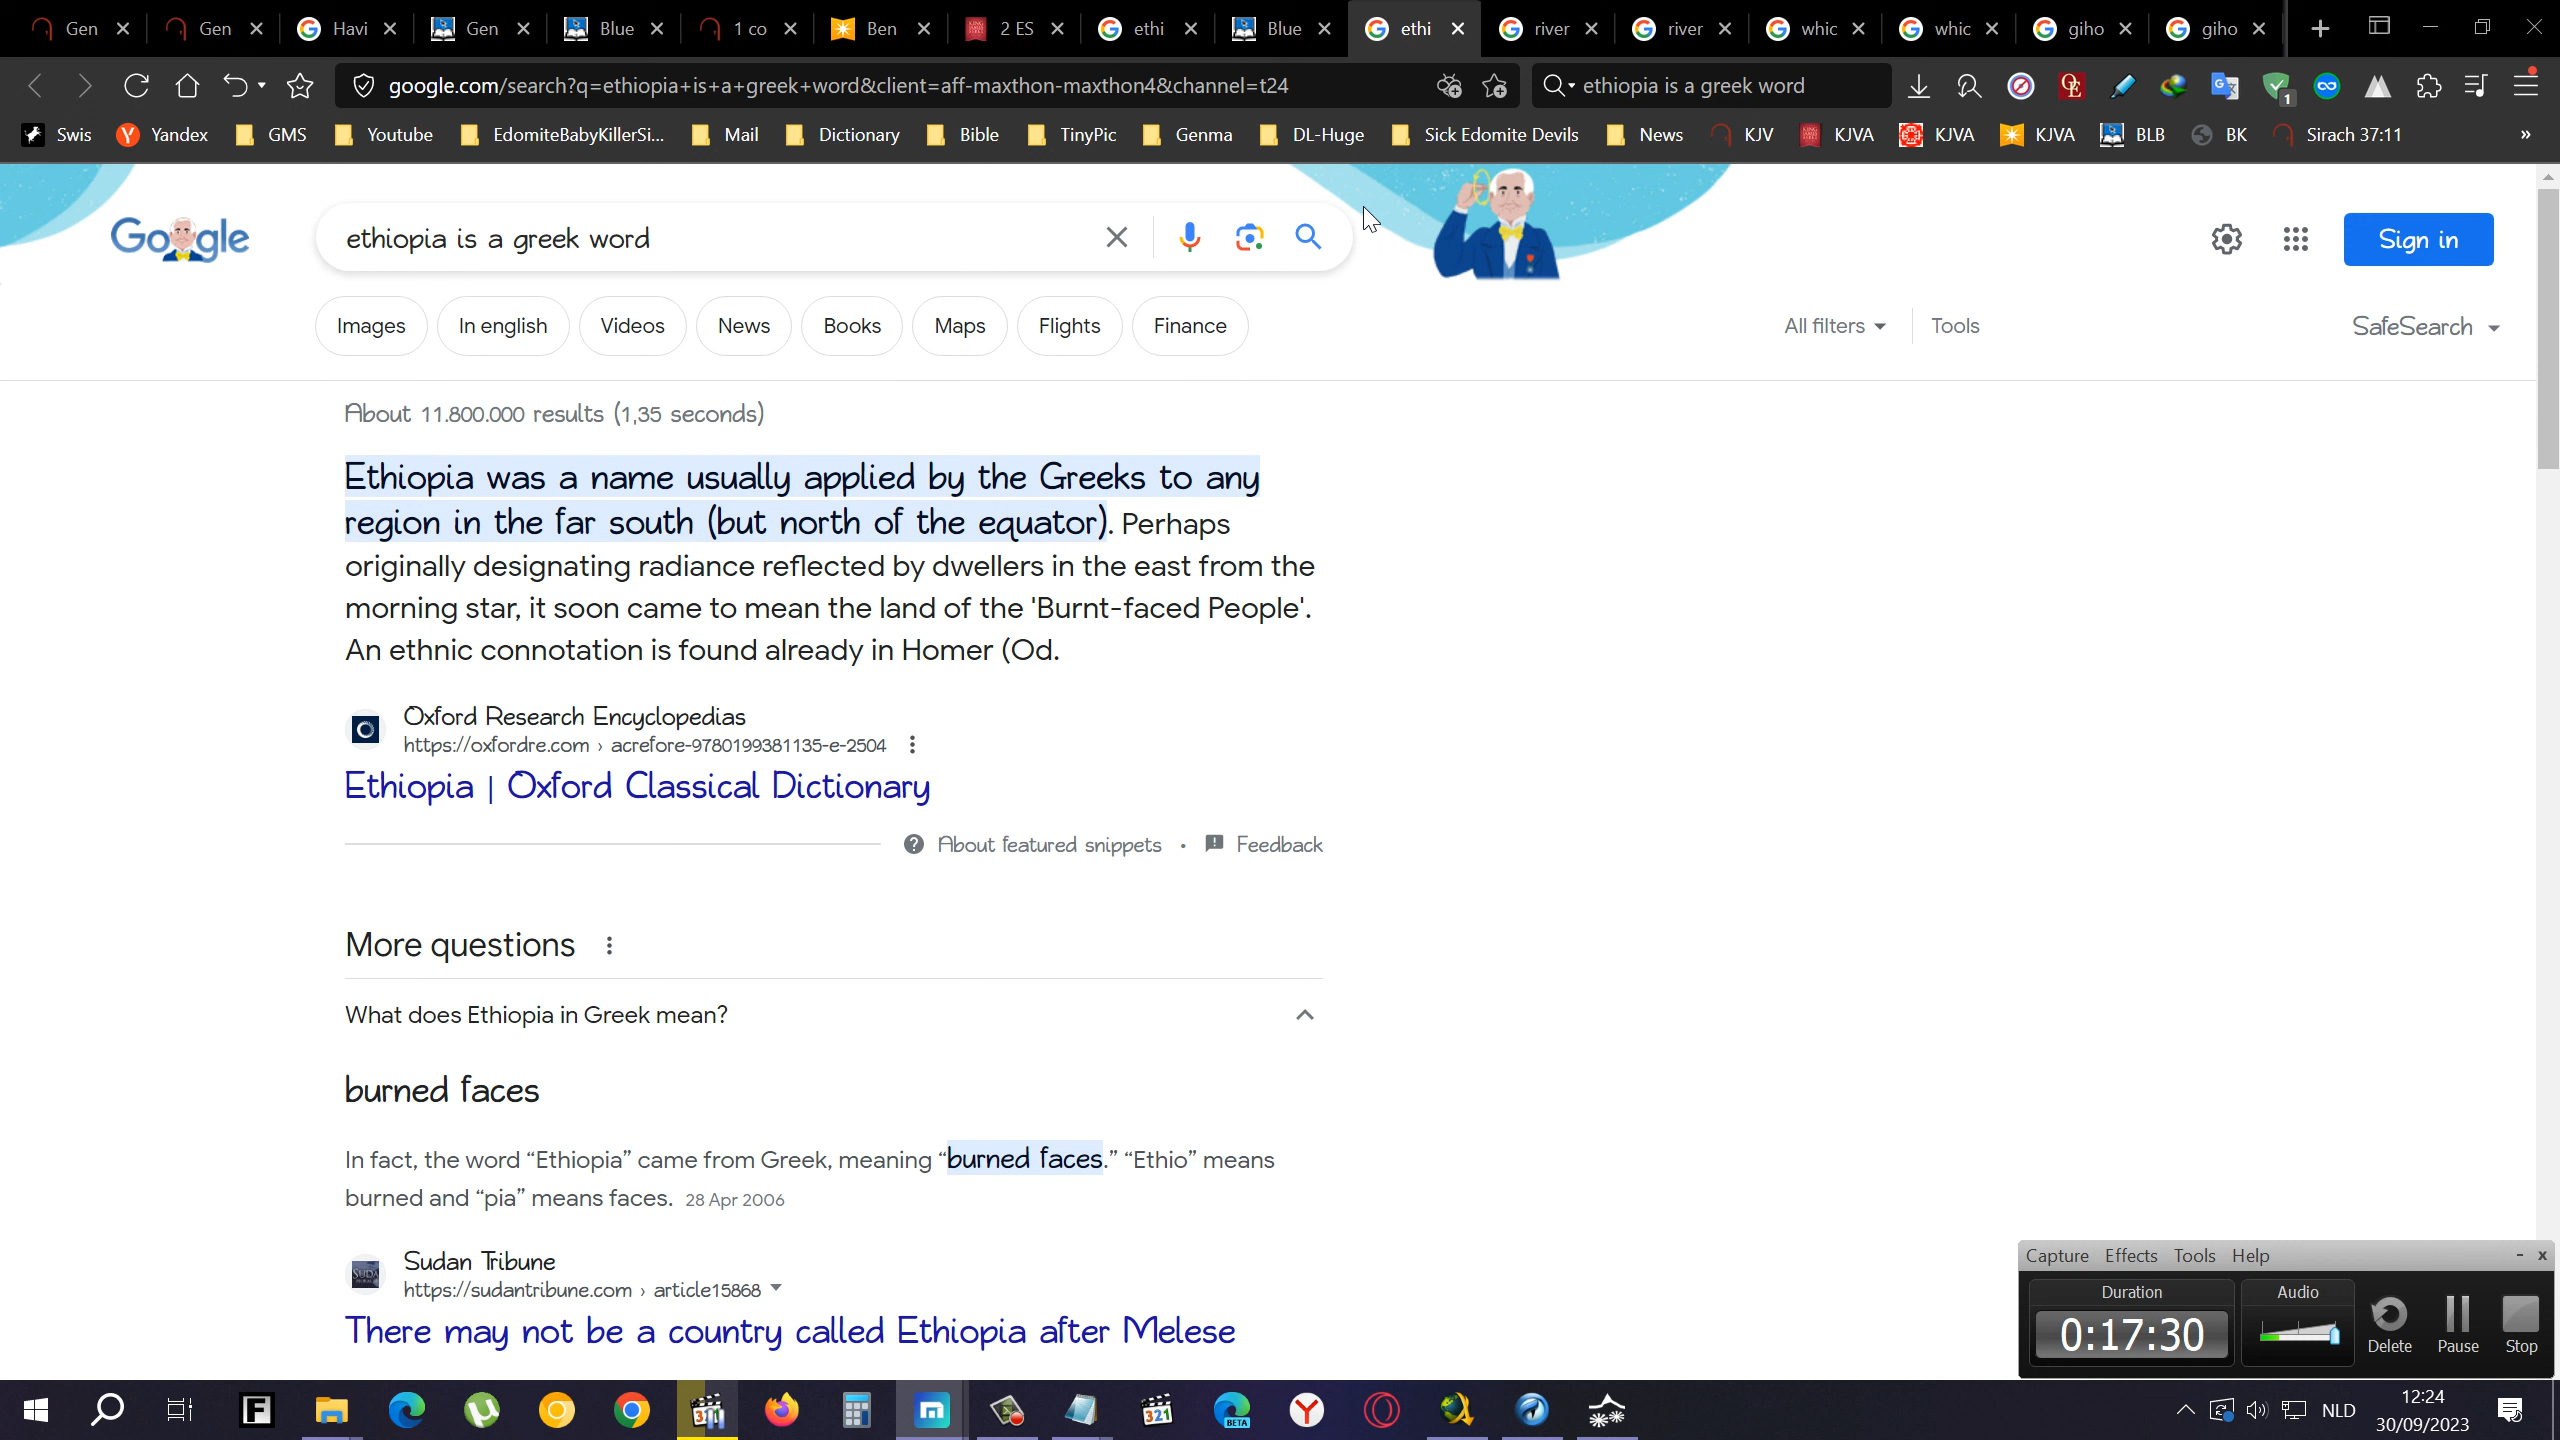 Gen Gen Havi Gen Blue 1 co Ben 2 ES ethi Blue ethi river river whic whic giho giho
google.com/search?q=ethiopia+is+a+greek+word&client=aff-maxthon-maxthon4&channel=t24 ethiopia is a greek word 1
Swis Yandex GMS Youtube EdomiteBabyKillerSi... Mail Dictionary Bible TinyPic Genma DL-Huge Sick Edomite Devils News KJV KJVA KJVA KJVA BLB BK Sirach 37:11 »
Google ethiopia is a greek word Sign in
Images In english Videos News Books Maps Flights Finance All filters Tools SafeSearch
About 11.800.000 results (1,35 seconds)
Ethiopia was a name usually applied by the Greeks to any
region in the far south (but north of the equator). Perhaps
originally designating radiance reflected by dwellers in the east from the
morning star, it soon came to mean the land of the 'Burnt-faced People'.
An ethnic connotation is found already in Homer (Od.
Oxford Research Encyclopedias
https://oxfordre.com › acrefore-9780199381135-e-2504
Ethiopia | Oxford Classical Dictionary
About featured snippets • Feedback
More questions
What does Ethiopia in Greek mean?
burned faces
In fact, the word “Ethiopia” came from Greek, meaning “burned faces.” “Ethio” means
burned and “pia” means faces. 28 Apr 2006
Sudan Tribune
https://sudantribune.com › article15868
There may not be a country called Ethiopia after Melese
Capture Effects Tools Help - x
Duration Audio
0:17:30
Delete Pause Stop
321 BETA NLD
12:24
30/09/2023